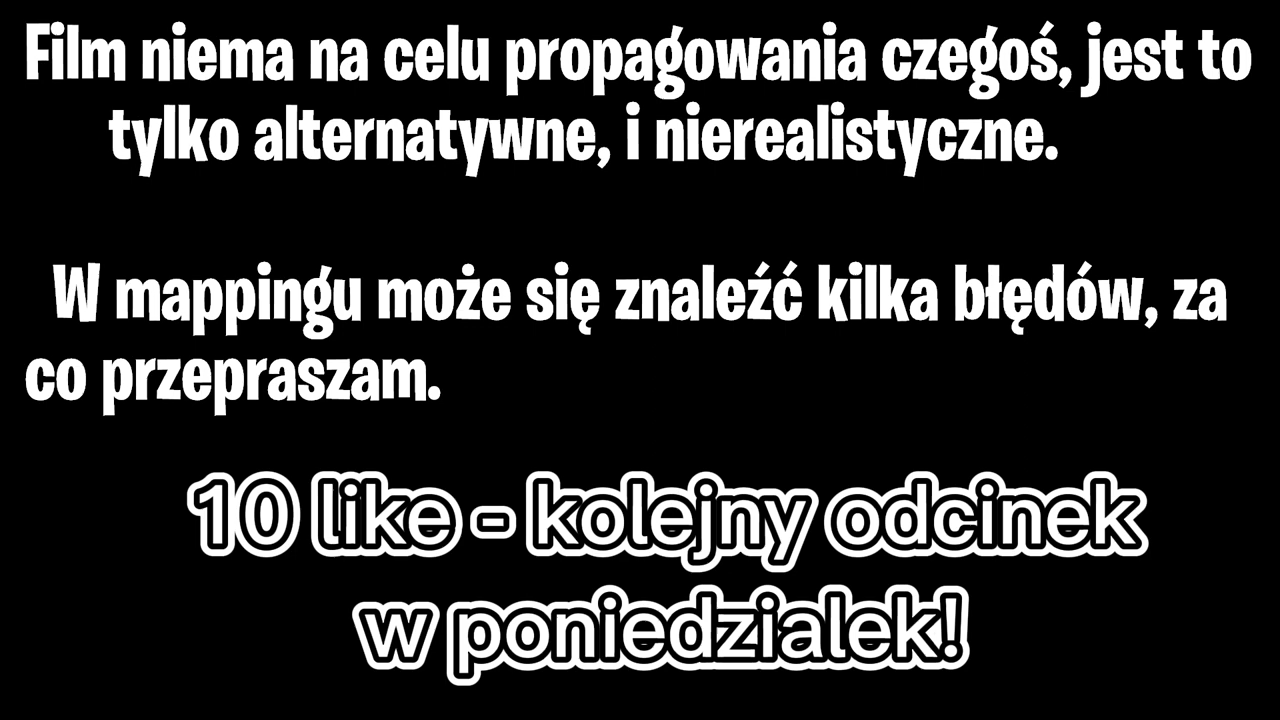 Film niema na celu propagowania czegoś, jest to
tylko alternatywne, i nierealistyczne.
W mappingu może się znaleźć kilka błędów, za
co przepraszam.
10 like - kolejny odcinek
w poniedzialek!